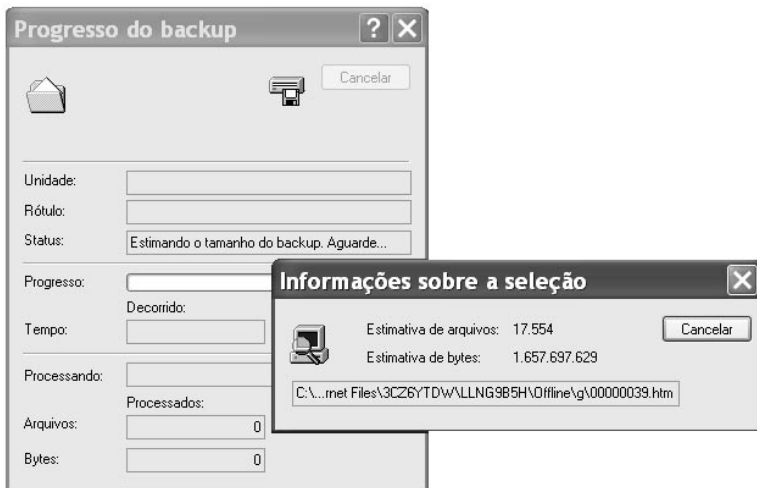 Progresso do backup
Cancelar
Unidade:
Rótulo:
Status: Estimando o tamanho do backup. Aguarde...
Progresso:
Decorrido:
Tempo:
Processando:
Processados:
Arquivos: 0
Bytes: 0
Informações sobre a seleção
Estimativa de arquivos: 17.554 Cancelar
Estimativa de bytes: 1.657.697.629
C:\...rnet Files\3CZ6YTDW\LLNG9B5H\Offline\g\00000039.htm